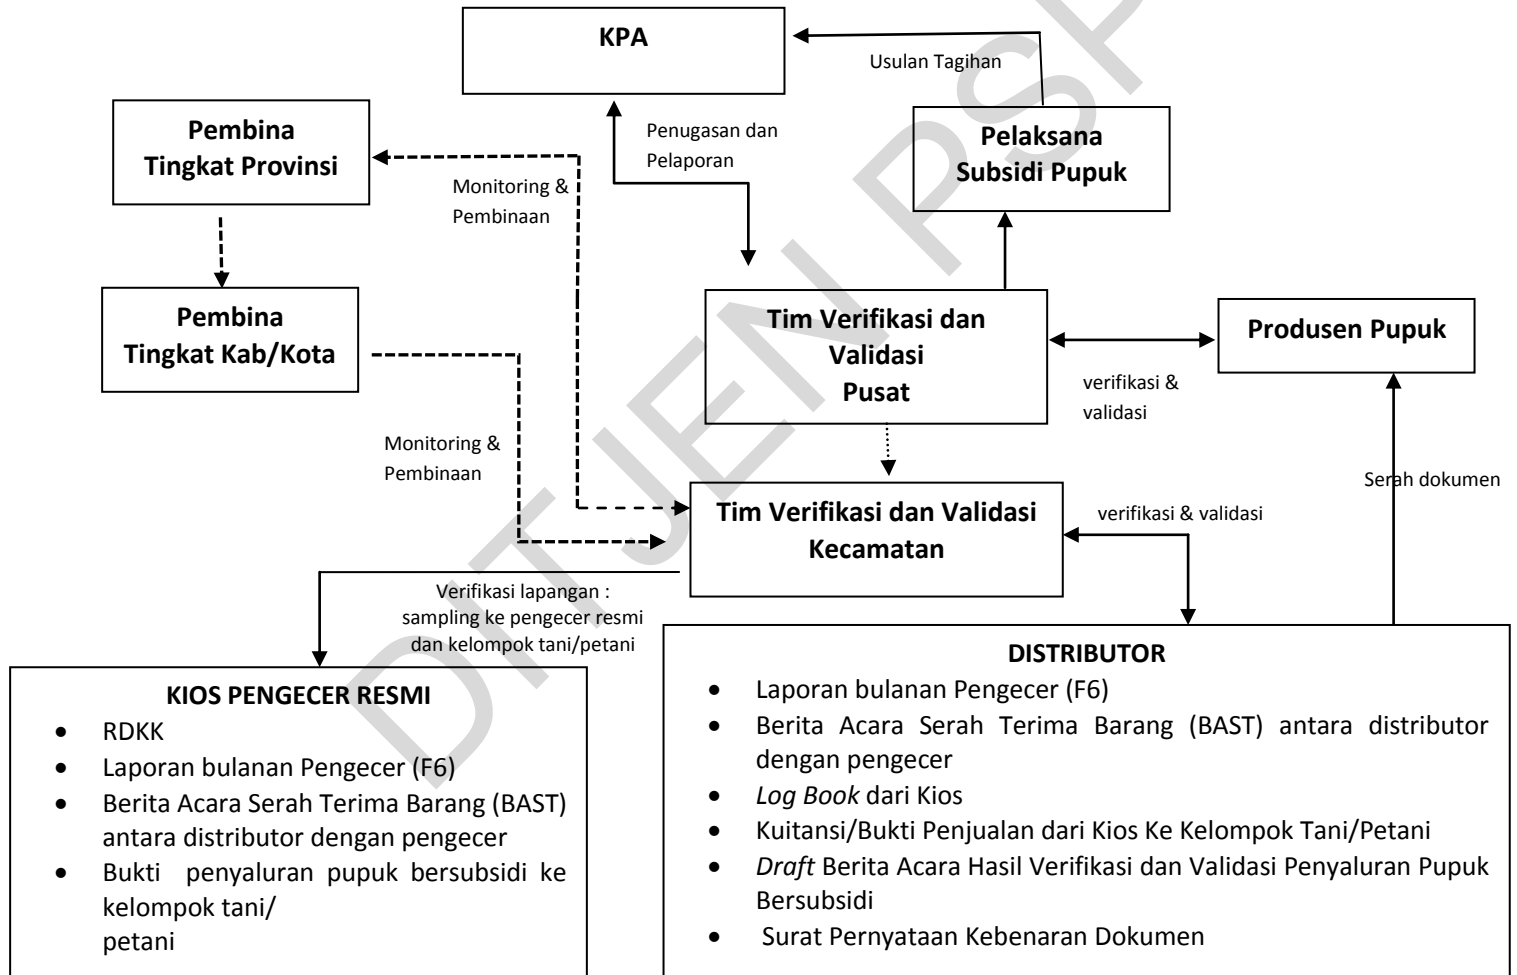 KPA
Usulan Tagihan
Pembina
Tingkat Provinsi
Penugasan dan
Pelaporan
Pelaksana
Subsidi Pupuk
Monitoring &
Pembinaan
Pembina
Tingkat Kab/Kota
Tim Verifikasi dan
Validasi
Pusat
Produsen Pupuk
verifikasi &
validasi
Monitoring &
Pembinaan
Serah dokumen
Tim Verifikasi dan Validasi
Kecamatan
verifikasi & validasi
Verifikasi lapangan :
sampling ke pengecer resmi
dan kelompok tani/petani
KIOS PENGECER RESMI
• RDKK
• Laporan bulanan Pengecer (F6)
• Berita Acara Serah Terima Barang (BAST)
antara distributor dengan pengecer
• Bukti penyaluran pupuk bersubsidi ke
kelompok tani/
petani
DISTRIBUTOR
• Laporan bulanan Pengecer (F6)
• Berita Acara Serah Terima Barang (BAST) antara distributor
dengan pengecer
• Log Book dari Kios
• Kuitansi/Bukti Penjualan dari Kios Ke Kelompok Tani/Petani
• Draft Berita Acara Hasil Verifikasi dan Validasi Penyaluran Pupuk
Bersubsidi
• Surat Pernyataan Kebenaran Dokumen
DITJEN PSP